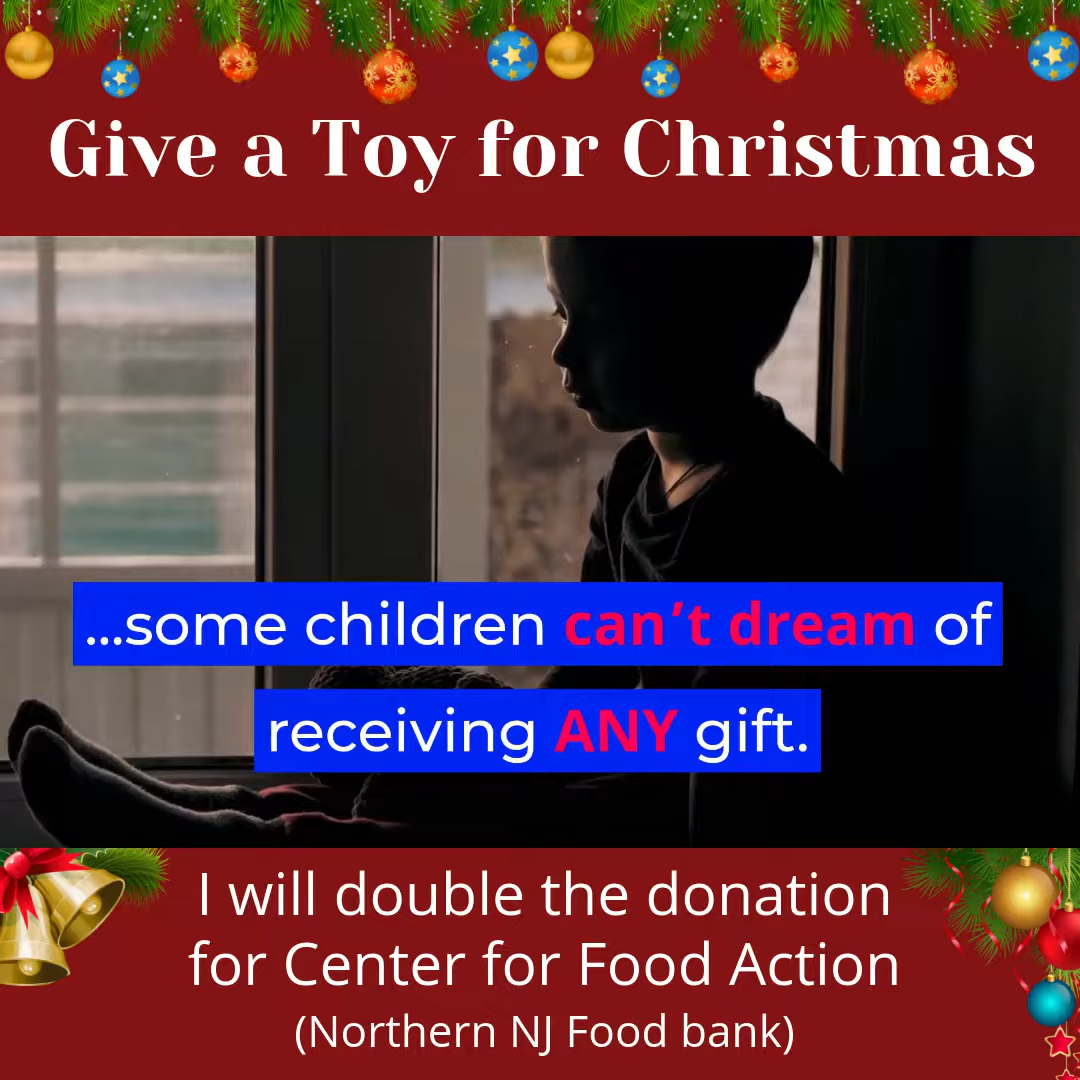 Give a Toy for Christmas
...some children can't dream of
receiving ANY gift.
I will double the donation
for Center for Food Action
(Northern NJ Food bank)